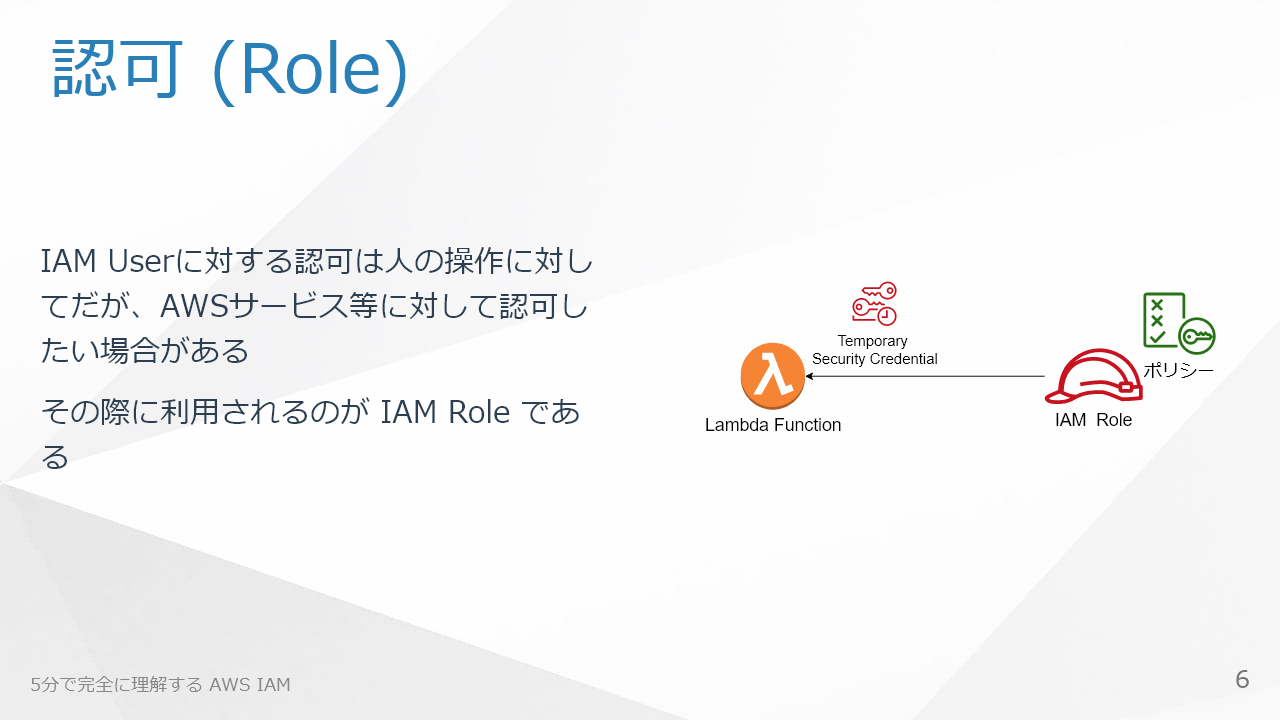 認可 (Role)
IAM Userに対する認可は人の操作に対し
てだが、AWSサービス等に対して認可し
たい場合がある
その際に利用されるのが IAM Role であ
る
Temporary
Security Credential
Lambda Function
ポリシー
IAM Role
5分で完全に理解する AWS IAM
6